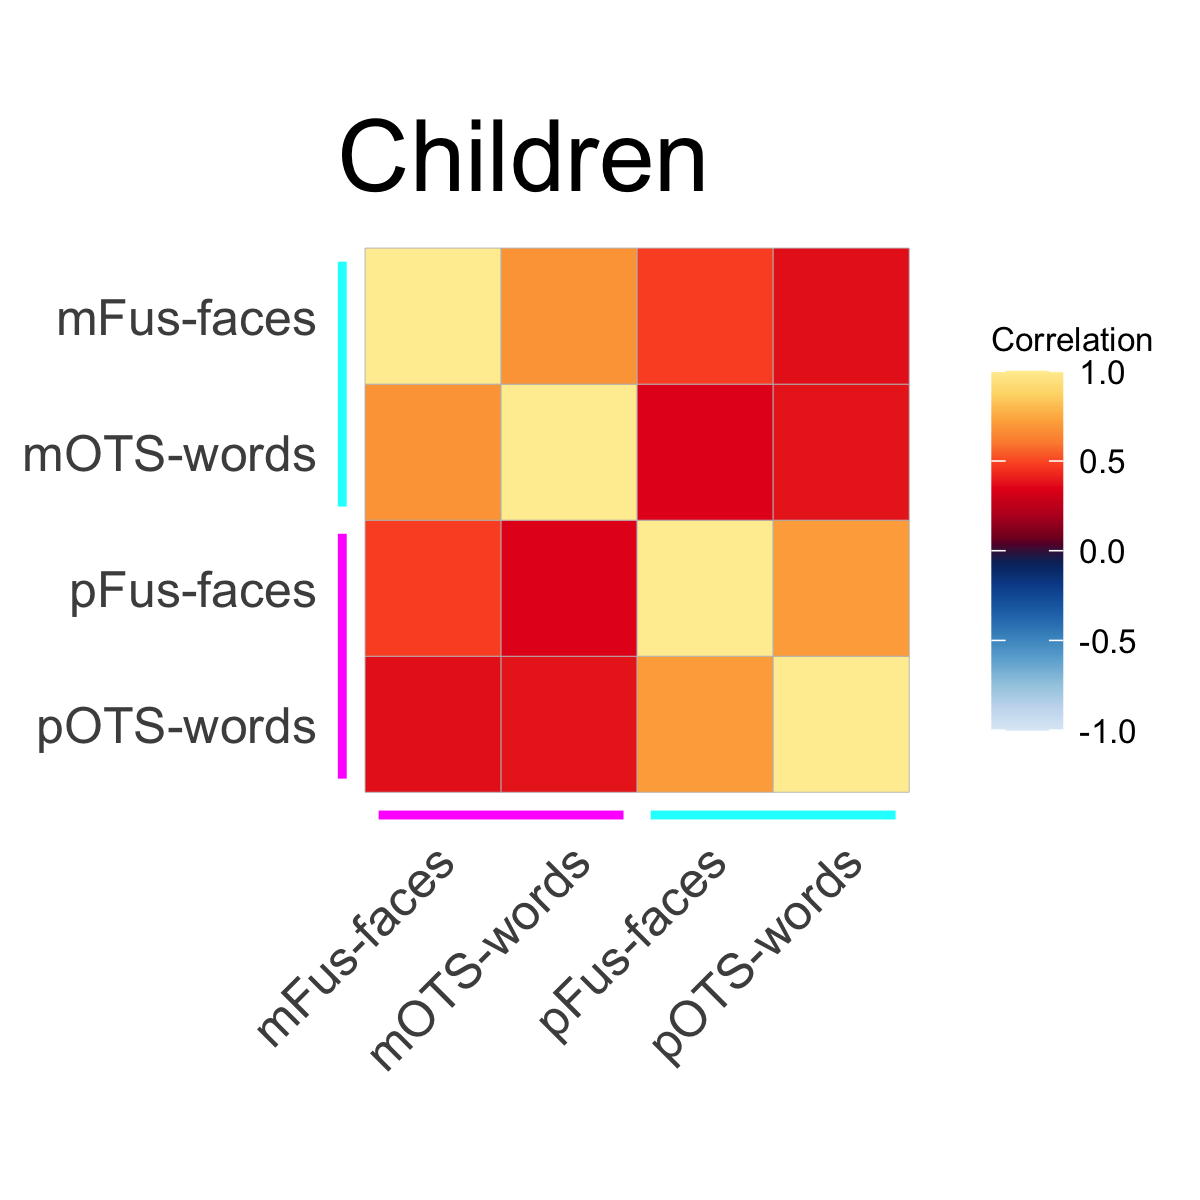 Children
mFus-faces
mOTS-words
pFus-faces
pOTS-words
mFus-faces
mOTS-words
pFus-faces
pOTS-words
Correlation
1.0
0.5
0.0
-0.5
-1.0